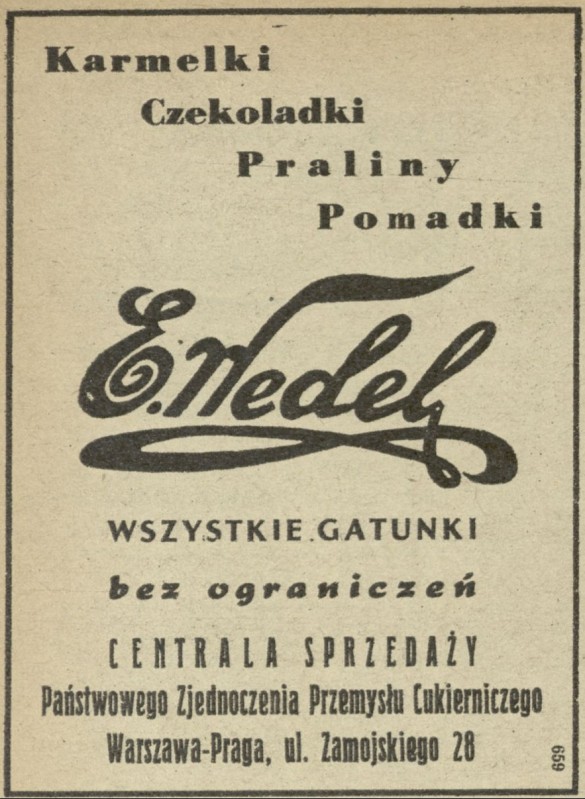 Karmelki
Czekoladki
Praliny
Pomadki
E. Wedel
WSZYSTKIE GATUNKI
bez ograniczeń
CENTRALA SPRZEDAŻY
Państwowego Zjednoczenia Przemysłu Cukierniczego
Warszawa-Praga, ul. Zamojskiego 28
659